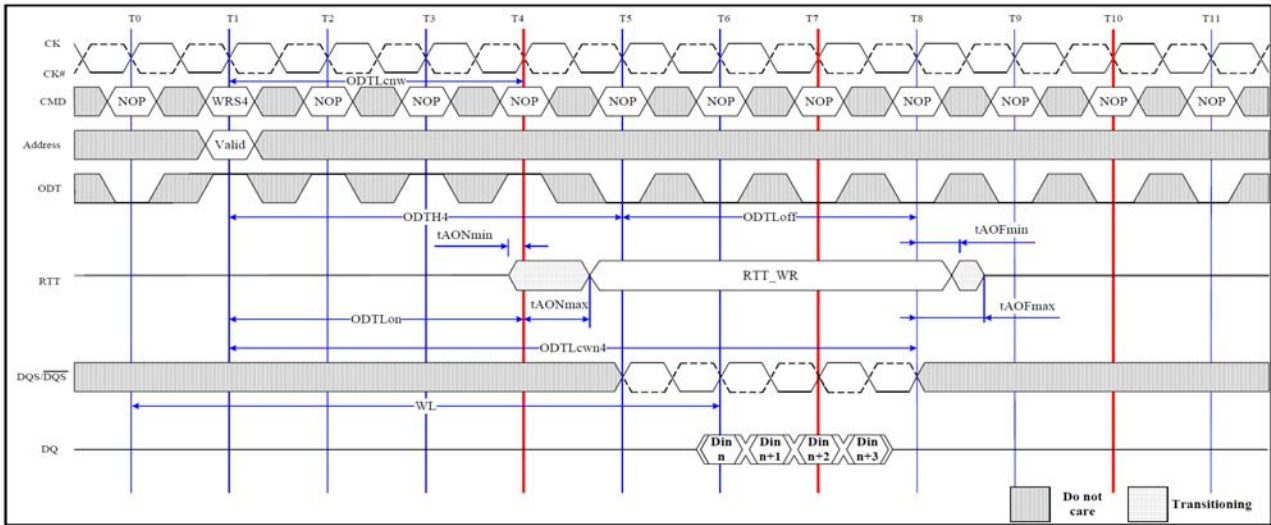 T0 T1 T2 T3 T4 T5 T6 T7 T8 T9 T10 T11
CK
CK#
ODTLcnw
CMD NOP WRS4 NOP NOP NOP NOP NOP NOP NOP NOP NOP NOP
Address Valid
ODT
ODTH4 ODTLoff
tAONmin tAOFmin
RTT RTT_WR
tAONmax tAOFmax
ODTLon
ODTLcwn4
DQS/DQS
WL
DQ Din n Din n+1 Din n+2 Din n+3
Do not care
Transitioning